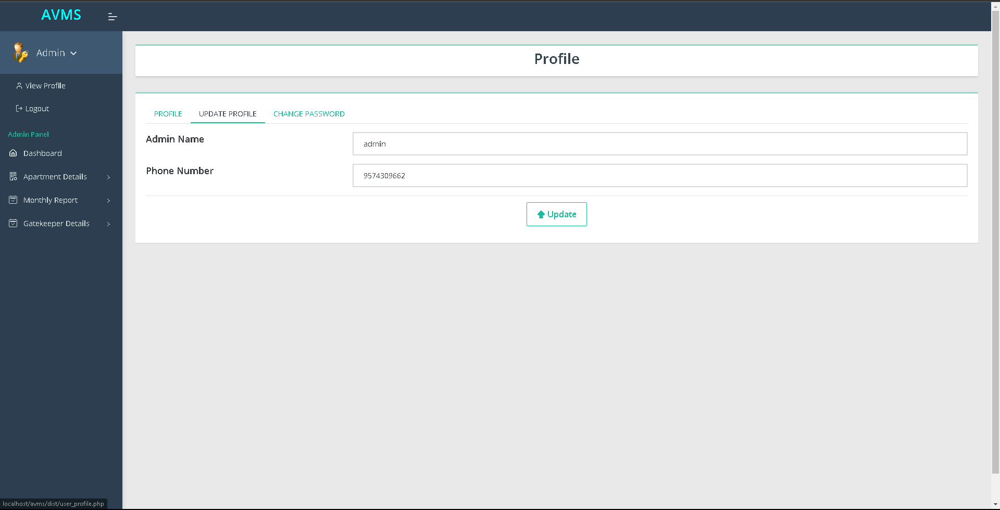 AVMS
Admin
View Profile
Logout
Admin Panel
Dashboard
Apartment Details
Monthly Report
Gatekeeper Details
Profile
PROFILE UPDATE PROFILE CHANGE PASSWORD
Admin Name admin
Phone Number 9574309662
Update
localhost/avms/dist/user_profile.php